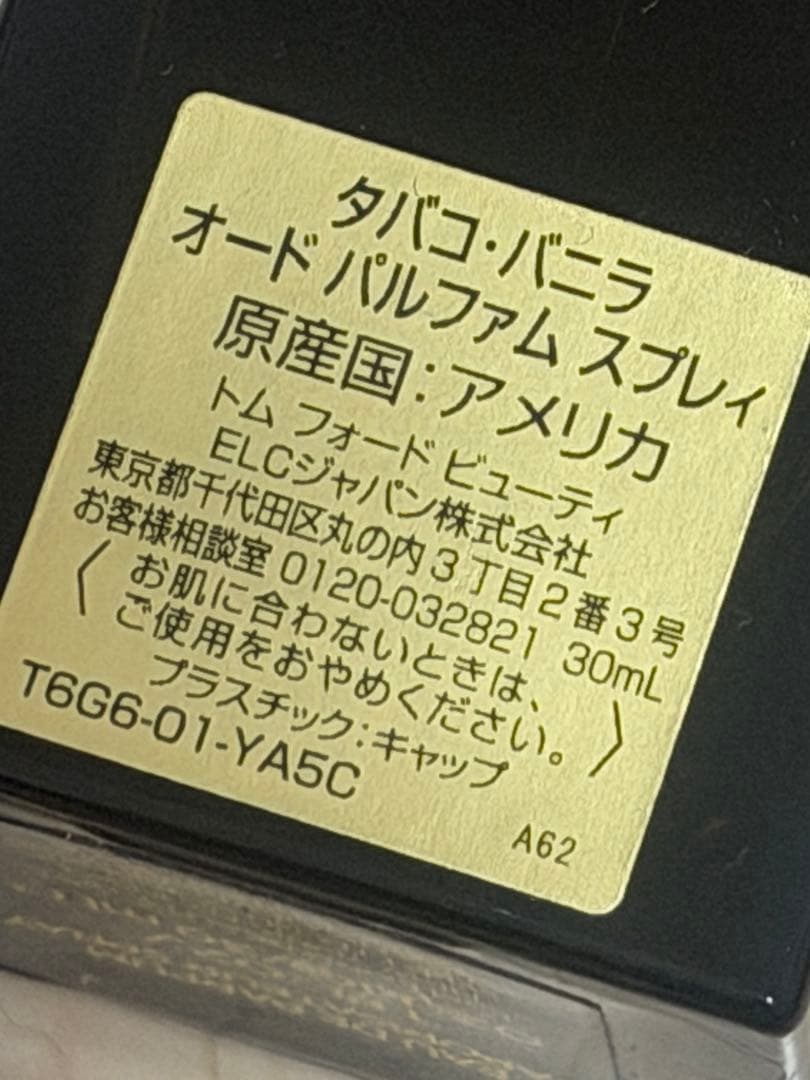 タバコ・バニラ
オード パルファム スプレィ
原産国：アメリカ
トム フォード ビューティ
ELCジャパン株式会社
東京都千代田区丸の内3丁目2番3号
お客様相談室 0120-032821 30mL
〈お肌に合わないときは、
ご使用をおやめください。〉
プラスチック：キャップ
T6G6-01-YA5C
A62